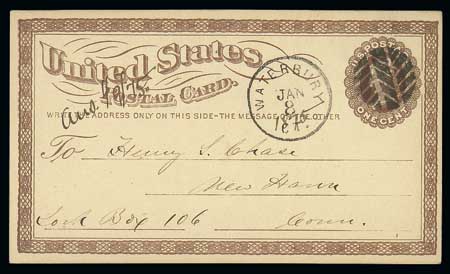 United States
POSTAL CARD.
U.S. POSTAGE
ONE CENT
WATERBURY
JAN
8
CT.
WRITE THE ADDRESS ONLY ON THIS SIDE—THE MESSAGE ON THE OTHER
To Henry S. Chase
New Haven
Lock Box 106 Conn.